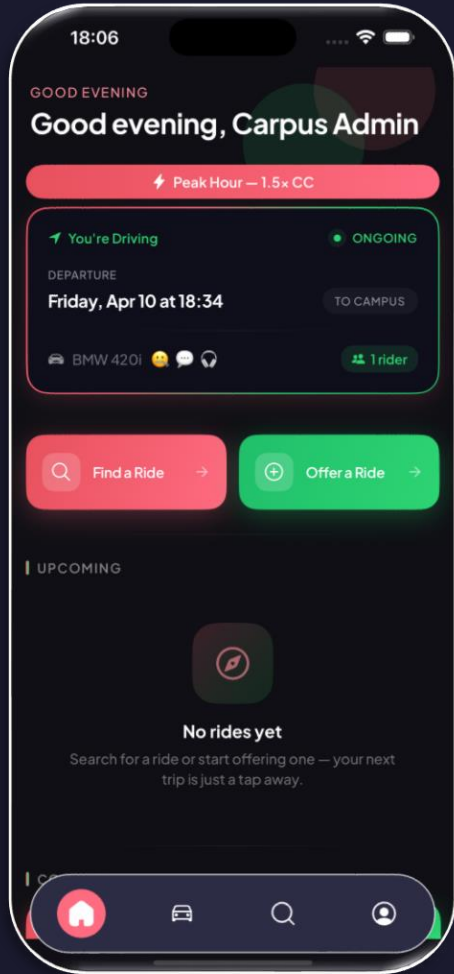 18:06
GOOD EVENING
Good evening, Carpus Admin
Peak Hour — 1.5× CC
You're Driving
ONGOING
DEPARTURE
Friday, Apr 10 at 18:34
TO CAMPUS
BMW 420i
1 rider
Find a Ride
Offer a Ride
UPCOMING
No rides yet
Search for a ride or start offering one — your next
trip is just a tap away.